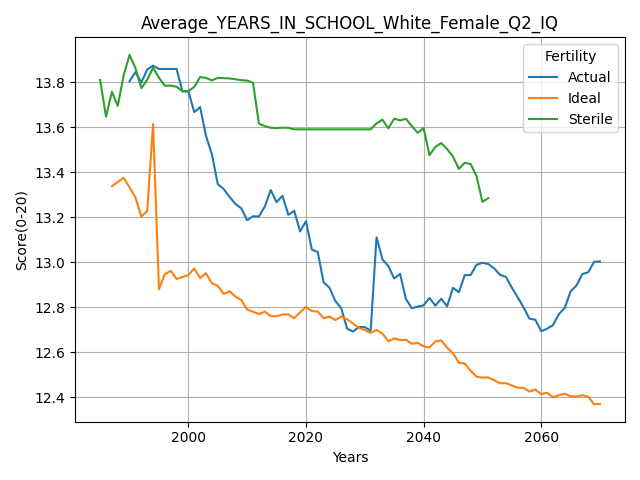 Average_YEARS_IN_SCHOOL_White_Female_Q2_IQ
Fertility
Actual
Ideal
Sterile
Score(0-20)
13.8
13.6
13.4
13.2
13.0
12.8
12.6
12.4
2000 2020 2040 2060
Years